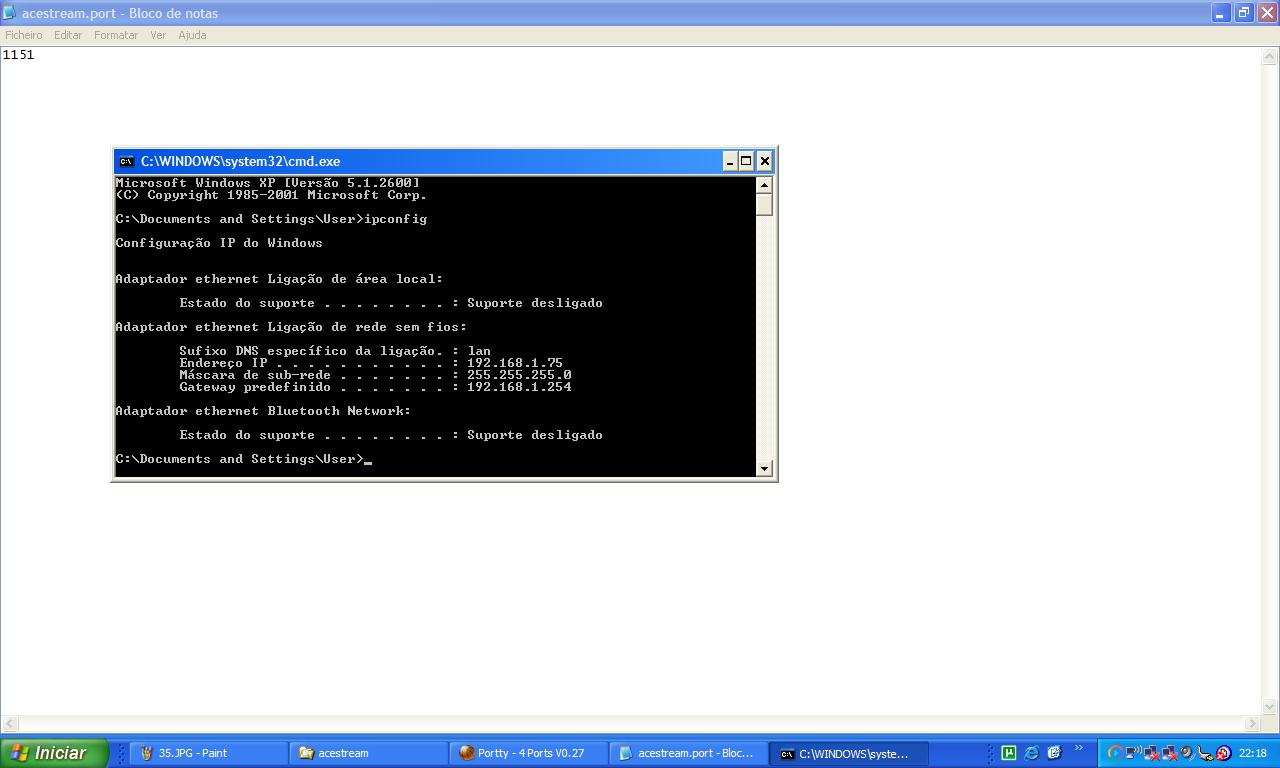 acestream.port - Bloco de notas
Ficheiro Editar Formatar Ver Ajuda
1151
C:\WINDOWS\system32\cmd.exe
Microsoft Windows XP [Versão 5.1.2600]
(C) Copyright 1985-2001 Microsoft Corp.
C:\Documents and Settings\User>ipconfig
Configuração IP do Windows
Adaptador ethernet Ligação de área local:
Estado do suporte . . . . . . . . : Suporte desligado
Adaptador ethernet Ligação de rede sem fios:
Sufixo DNS específico da ligação. : lan
Endereço IP . . . . . . . . . . . : 192.168.1.75
Máscara de sub-rede . . . . . . . : 255.255.255.0
Gateway predefinido . . . . . . . : 192.168.1.254
Adaptador ethernet Bluetooth Network:
Estado do suporte . . . . . . . . : Suporte desligado
C:\Documents and Settings\User>_
Iniciar 35.JPG - Paint acestream Portty - 4 Ports V0.27 acestream.port - Bloc... C:\WINDOWS\syste... 22:18